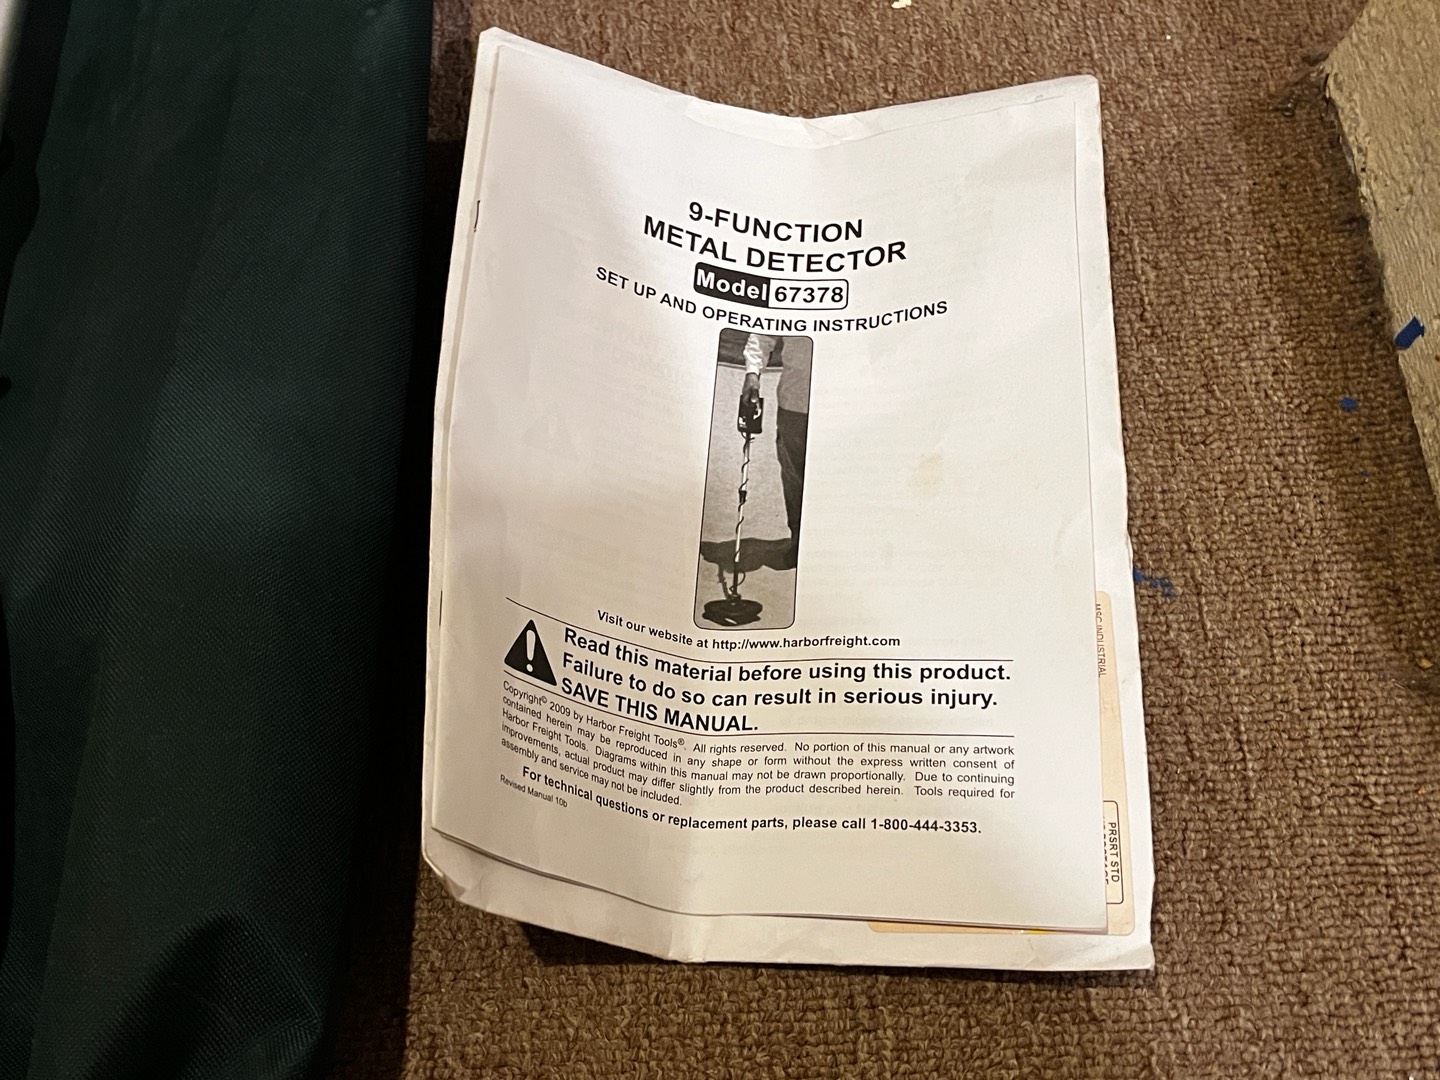 9-FUNCTION
METAL DETECTOR
Model 67378
SET UP AND OPERATING INSTRUCTIONS
Visit our website at http://www.harborfreight.com
Read this material before using this product.
Failure to do so can result in serious injury.
SAVE THIS MANUAL.
Copyright© 2009 by Harbor Freight Tools®. All rights reserved. No portion of this manual or any artwork
contained herein may be reproduced in any shape or form without the express written consent of
Harbor Freight Tools. Diagrams within this manual may not be drawn proportionally. Due to continuing
improvements, actual product may differ slightly from the product described herein. Tools required for
assembly and service may not be included.
For technical questions or replacement parts, please call 1-800-444-3353.
Revised Manual 10b
MSC INDUSTRIAL
PRSRT STD